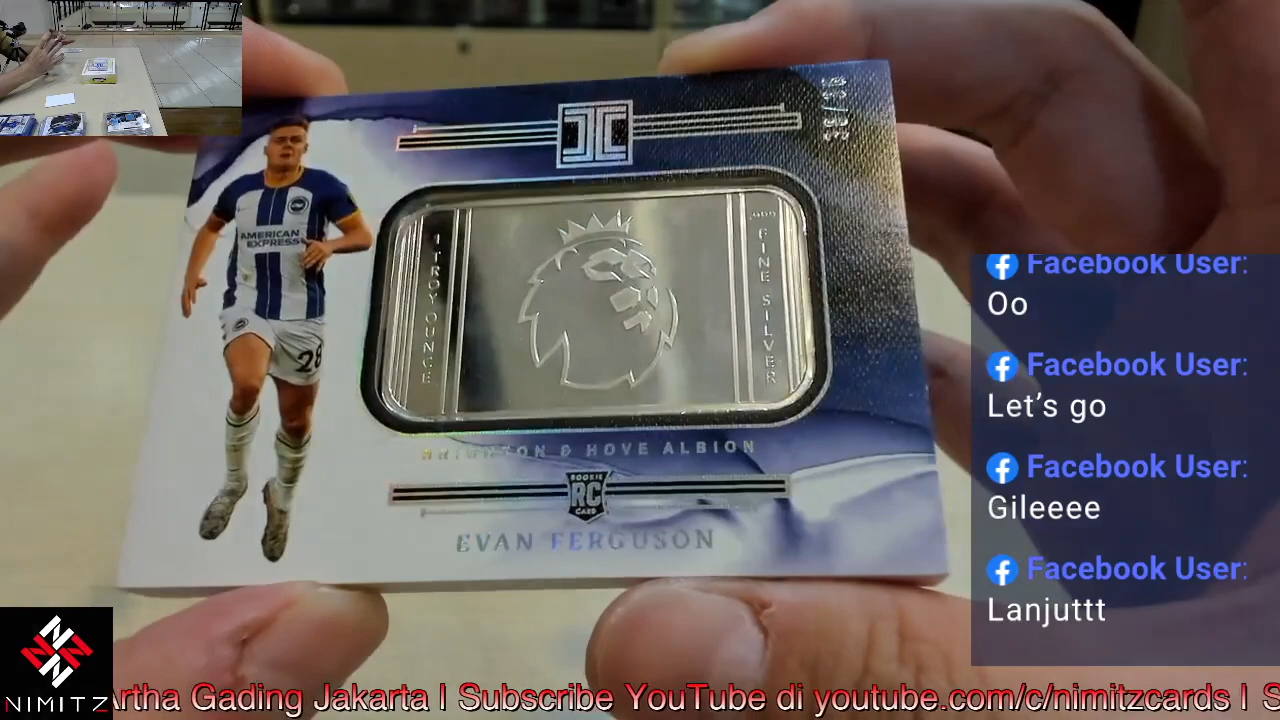 AMERICAN
EXPRESS
28
1 TROY OUNCE
.999 FINE SILVER
BRIGHTON & HOVE ALBION
ROOKIE
RC
CARD
EVAN FERGUSON
Facebook User:
Oo
Facebook User:
Let's go
Facebook User:
Gileeee
Facebook User:
Lanjuttt
NIMITZ
Artha Gading Jakarta | Subscribe YouTube di youtube.com/c/nimitzcards | S